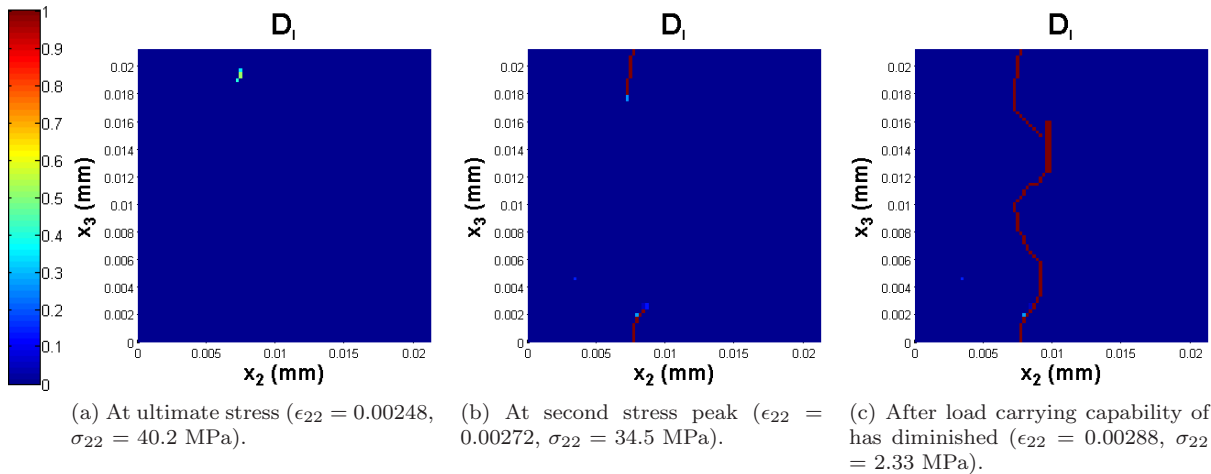 D_I
D_I
D_I
1
0.9
0.8
0.7
0.6
0.5
0.4
0.3
0.2
0.1
0
x_3 (mm)
0.02
0.018
0.016
0.014
0.012
0.01
0.008
0.006
0.004
0.002
0
0 0.005 0.01 0.015 0.02
x_2 (mm)
x_3 (mm)
0.02
0.018
0.016
0.014
0.012
0.01
0.008
0.006
0.004
0.002
0
0 0.005 0.01 0.015 0.02
x_2 (mm)
x_3 (mm)
0.02
0.018
0.016
0.014
0.012
0.01
0.008
0.006
0.004
0.002
0
0 0.005 0.01 0.015 0.02
x_2 (mm)
(a) At ultimate stress (ϵ_22 = 0.00248,
σ_22 = 40.2 MPa).
(b) At second stress peak (ϵ_22 =
0.00272, σ_22 = 34.5 MPa).
(c) After load carrying capability of
has diminished (ϵ_22 = 0.00288, σ_22
= 2.33 MPa).